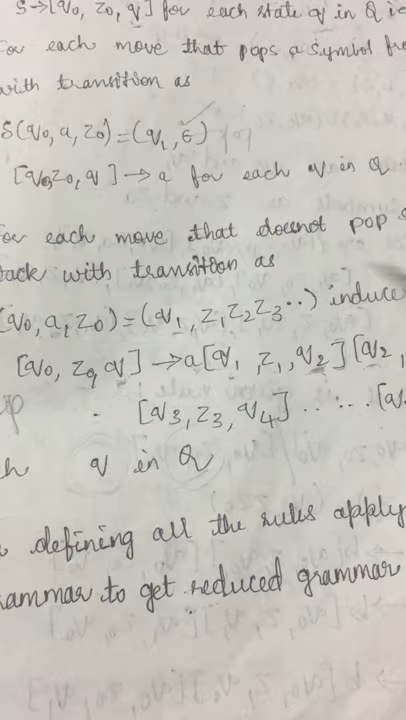 S→[q0, Z0, q] for each state q in Q i
For each move that pops a symbol fr
with transition as
δ(q0, a, Z0) = (q1, ϵ) pop
[q0Z0, q] → a for each q in Q
For each move that doesnot pop s
tack with transition as
(q0, a, Z0) = (q1, Z1Z2Z3..) induce
[q0, Z0, q] → a[q1, Z1, q2][q2,
[q3, Z3, q4] ..... [q
q in Q
defining all the rules apply
rammar to get reduced grammar